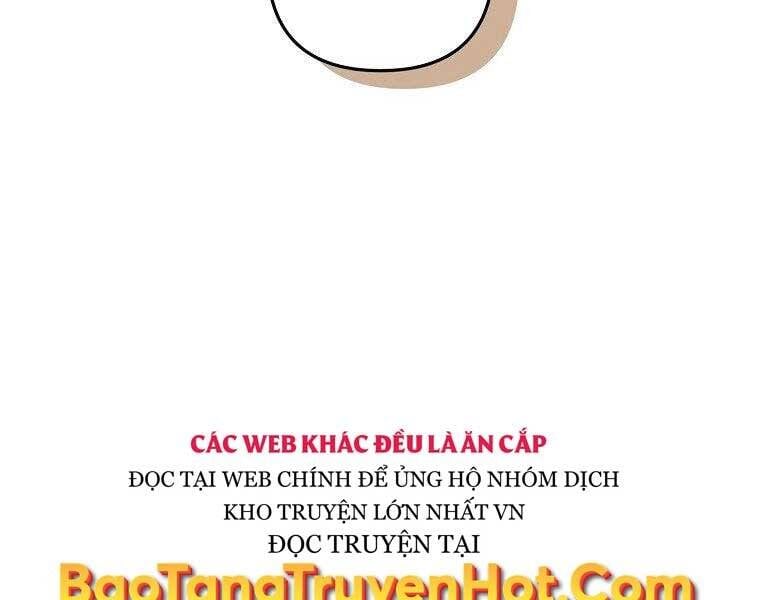 CÁC WEB KHÁC ĐỀU LÀ ĂN CẮP
ĐỌC TẠI WEB CHÍNH ĐỂ ỦNG HỘ NHÓM DỊCH
KHO TRUYỆN LỚN NHẤT VN
ĐỌC TRUYỆN TẠI
BaoTangTruyenHot.Com